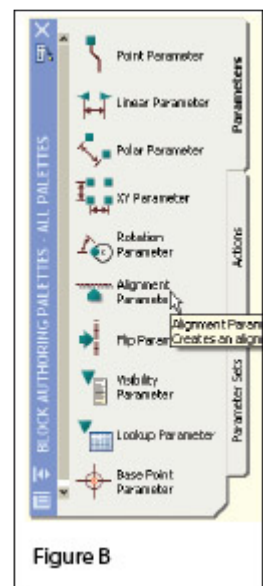 Point Parameter
Linear Parameter
Polar Parameter
XY Parameter
Rotation
Parameter
Alignment
Parameter
Alignment Param
Creates an align
Flip Param
Visibility
Parameter
Lookup Parameter
Base Point
Parameter
Parameters
Actions
Parameter Sets
BLOCK AUTHORING PALETTES - ALL PALETTES
Figure B